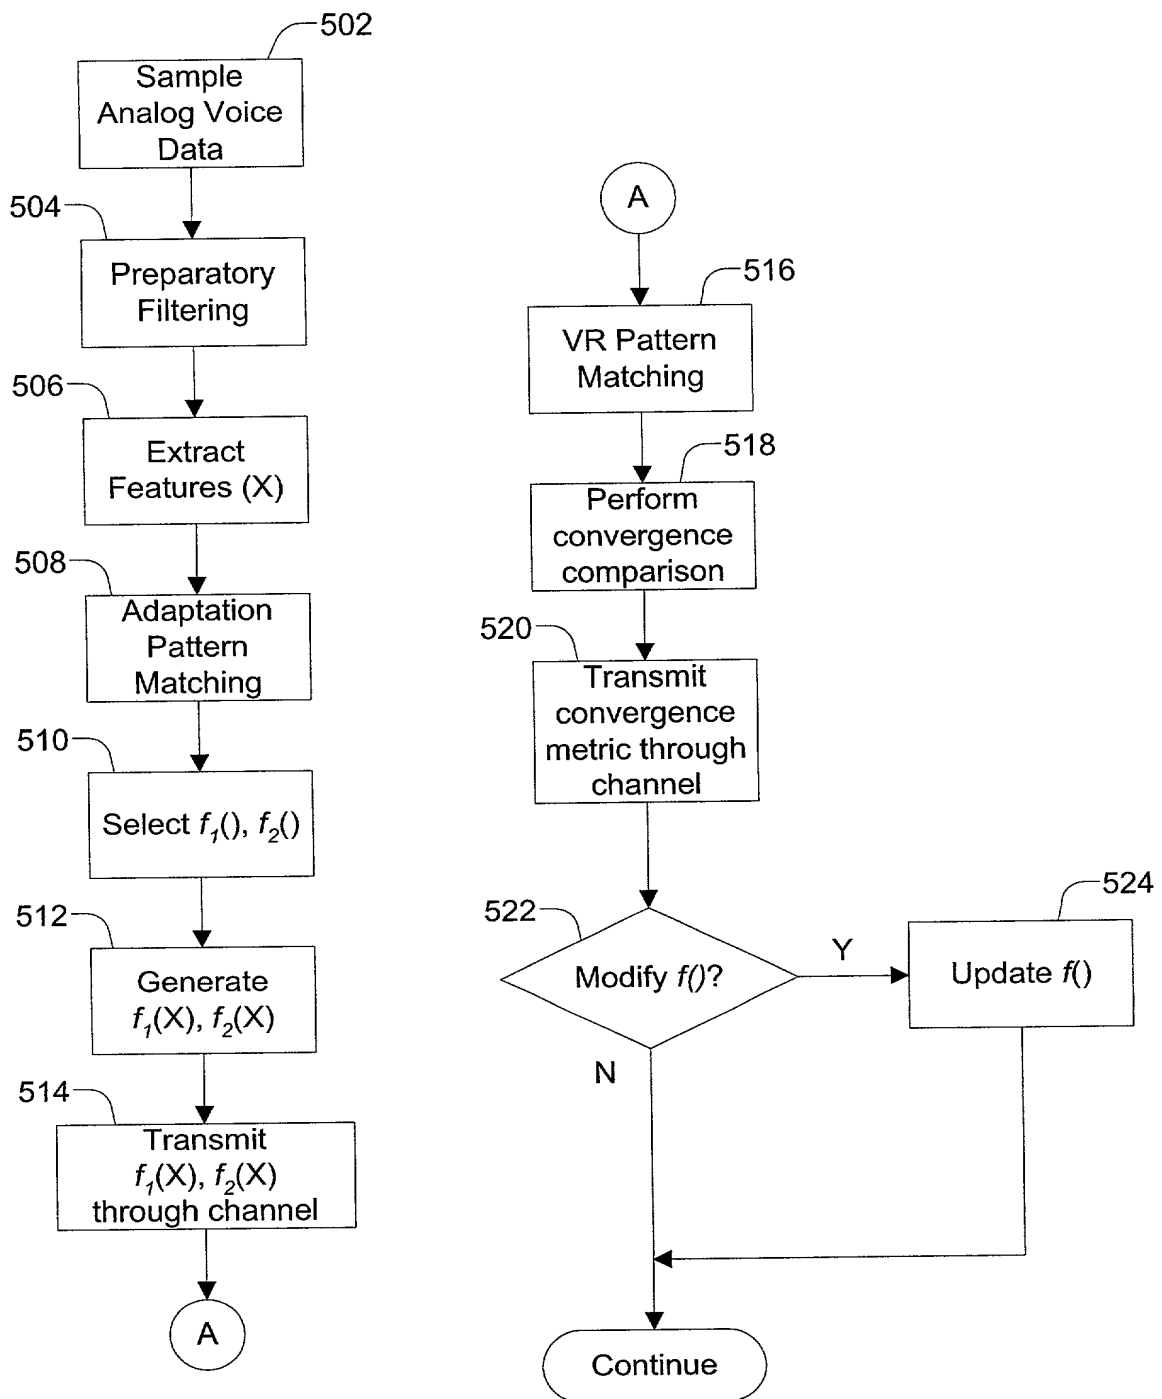 502
Sample
Analog Voice
Data
504
Preparatory
Filtering
506
Extract
Features (X)
508
Adaptation
Pattern
Matching
510
Select f₁(), f₂()
512
Generate
f₁(X), f₂(X)
514
Transmit
f₁(X), f₂(X)
through channel
A
A
516
VR Pattern
Matching
518
Perform
convergence
comparison
520
Transmit
convergence
metric through
channel
522
Modify f()?
Y
524
Update f()
N
Continue